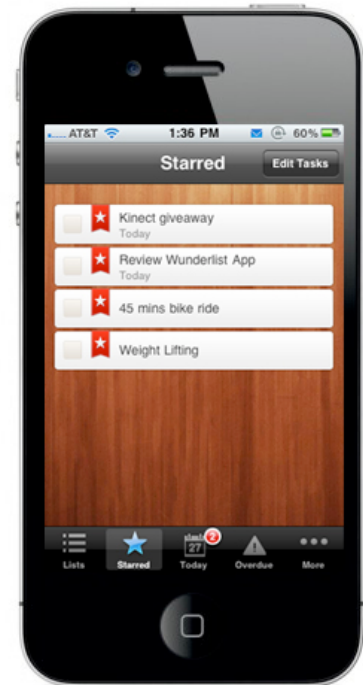 AT&T 1:36 PM 60%
Starred Edit Tasks
Kinect giveaway
Today
Review Wunderlist App
Today
45 mins bike ride
Weight Lifting
2
27
Lists Starred Today Overdue More